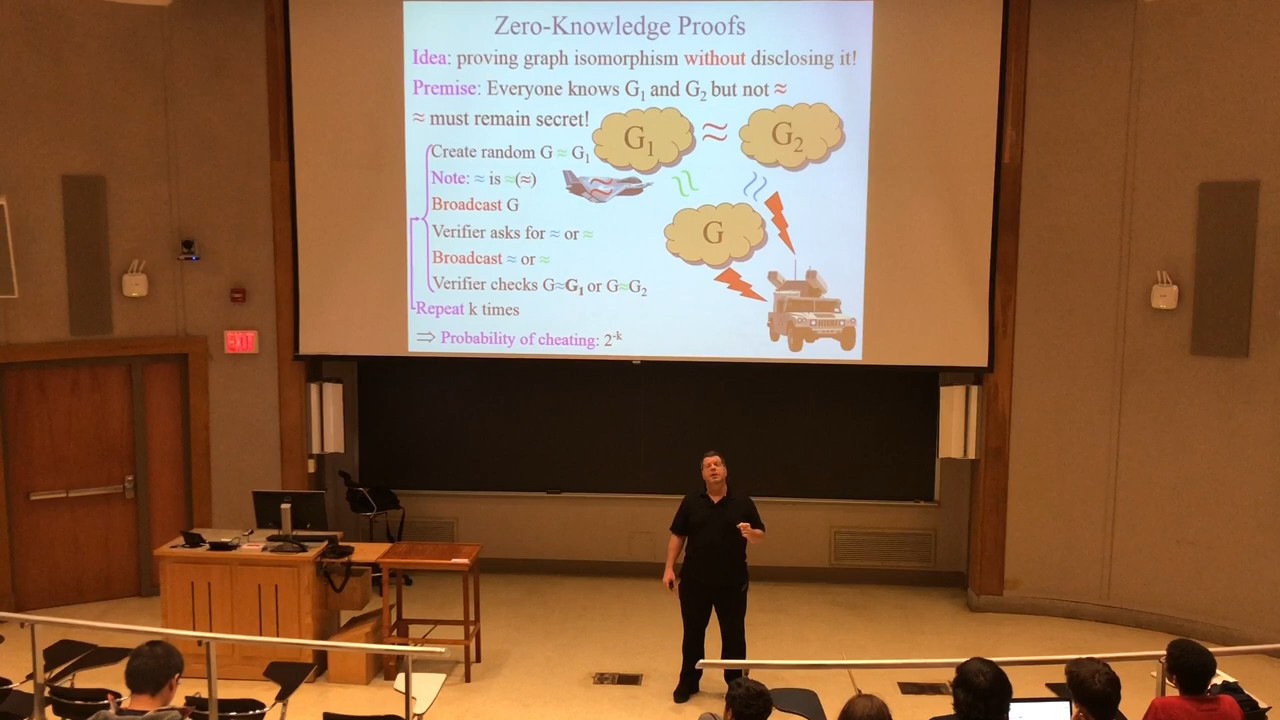 Zero-Knowledge Proofs
Idea: proving graph isomorphism without disclosing it!
Premise: Everyone knows G₁ and G₂ but not ≈
≈ must remain secret!
G₁ ≈ G₂
Create random G ≈ G₁
Note: ≈ is ≈(≈)
≈
≈ ≈
Broadcast G
G
Verifier asks for ≈ or ≈
Broadcast ≈ or ≈
Verifier checks G≈G₁ or G≈G₂
Repeat k times
⇒ Probability of cheating: 2⁻ᵏ
EXIT